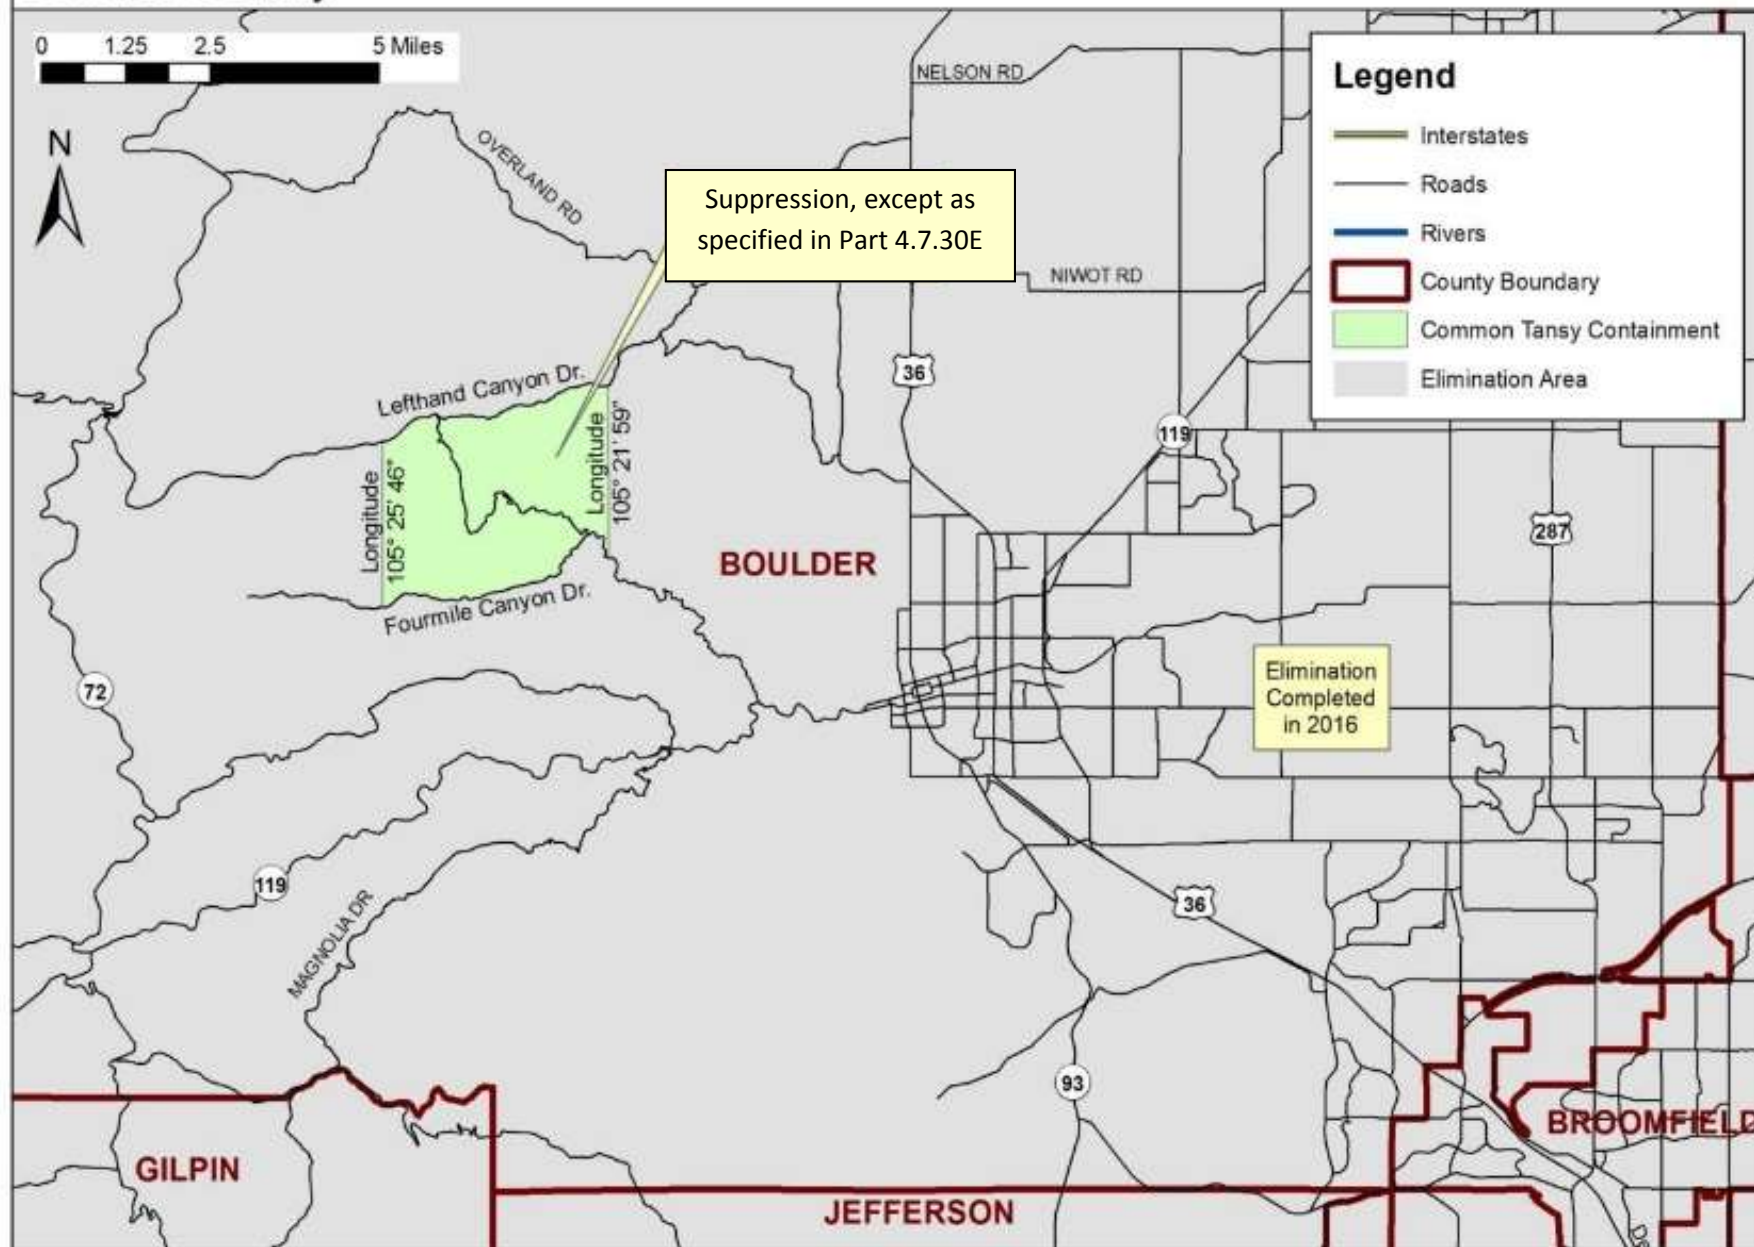 0 1.25 2.5 5 Miles
N
NELSON RD
OVERLAND RD
Suppression, except as
specified in Part 4.7.30E
NIWOT RD
Legend
Interstates
Roads
Rivers
County Boundary
Common Tansy Containment
Elimination Area
36
Lefthand Canyon Dr.
119
Longitude
105° 25' 46"
Longitude
105° 21' 59"
287
BOULDER
Fourmile Canyon Dr.
72
Elimination
Completed
in 2016
119
36
MAGNOLIA DR
93
BROOMFIELD
GILPIN
JEFFERSON